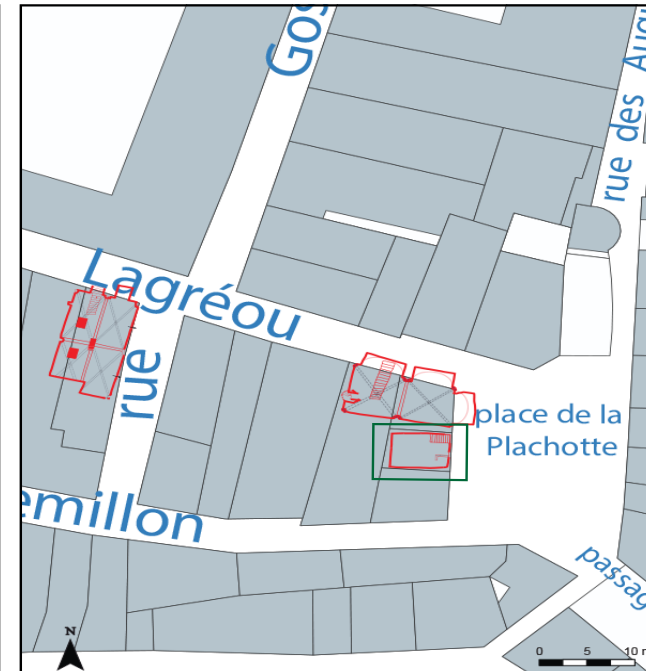 Gos
rue des Aug
Lagréou
rue
place de la
Plachotte
emillon
passag
N
0 5 10 m